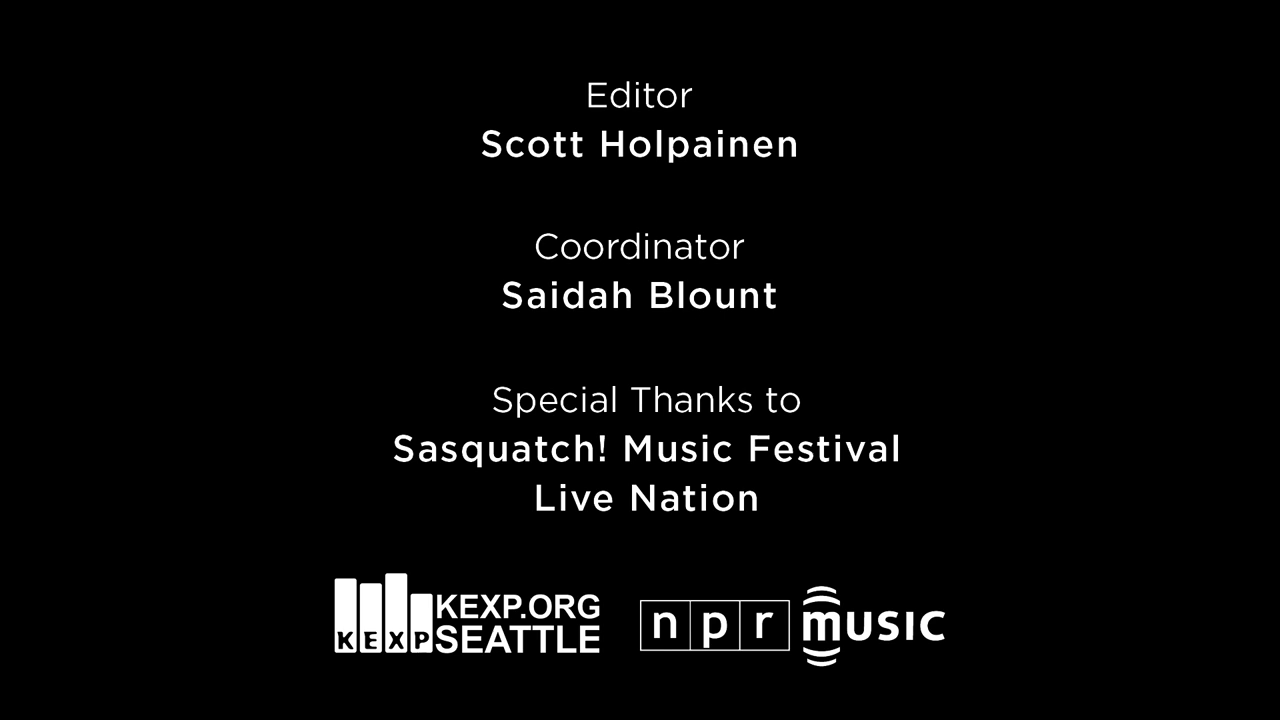 Editor
Scott Holpainen
Coordinator
Saidah Blount
Special Thanks to
Sasquatch! Music Festival
Live Nation
KEXP KEXP.ORG
SEATTLE
npr music